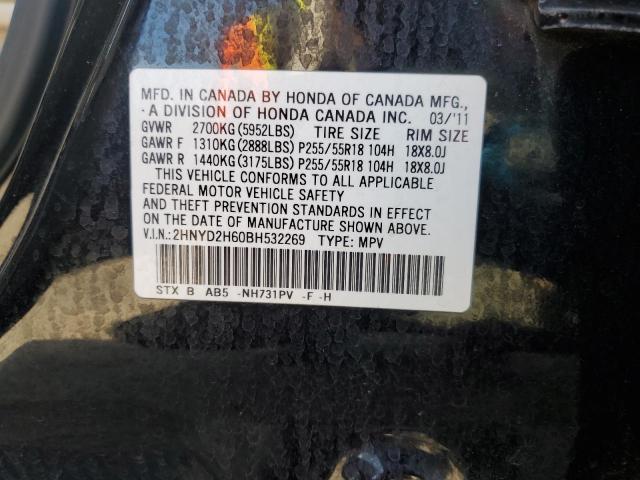 MFD. IN CANADA BY HONDA OF CANADA MFG.,
- A DIVISION OF HONDA CANADA INC. 03/'11
GVWR 2700KG(5952LBS) TIRE SIZE RIM SIZE
GAWR F 1310KG(2888LBS) P255/55R18 104H 18X8.0J
GAWR R 1440KG(3175LBS) P255/55R18 104H 18X8.0J
THIS VEHICLE CONFORMS TO ALL APPLICABLE
FEDERAL MOTOR VEHICLE SAFETY
AND THEFT PREVENTION STANDARDS IN EFFECT
ON THE DATE OF MANUFACTURE SHOWN ABOVE.
V.I.N.:2HNYD2H60BH532269 TYPE: MPV
STX B AB5 -NH731PV -F -H